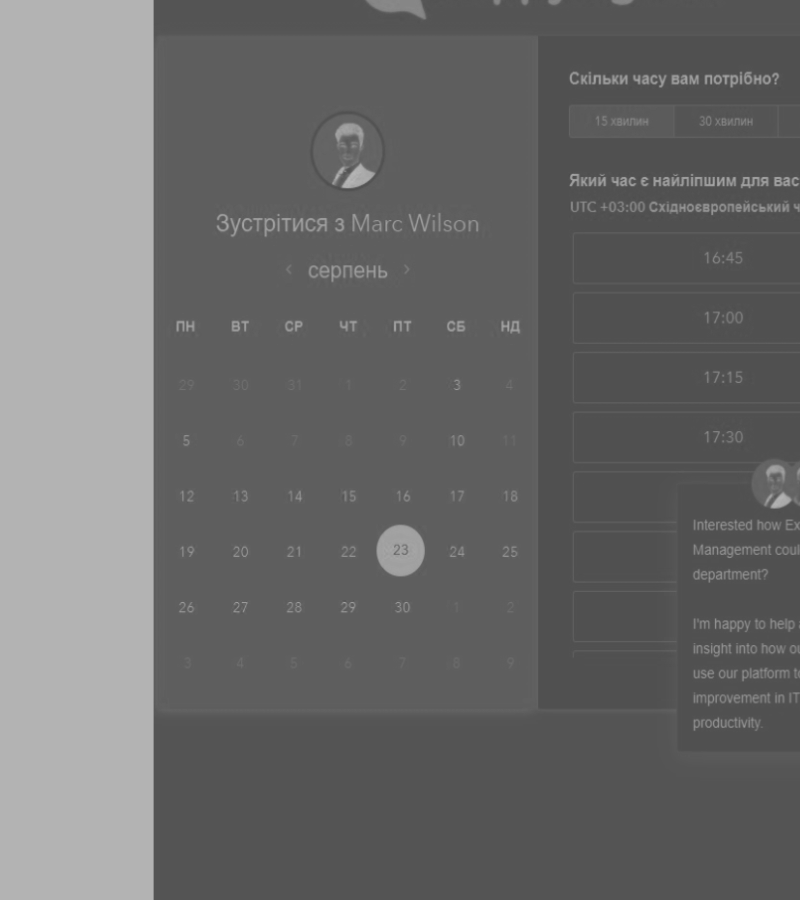 Зустрітися з Marc Wilson
‹ серпень ›
ПН ВТ СР ЧТ ПТ СБ НД
29 30 31 1 2 3 4
5 6 7 8 9 10 11
12 13 14 15 16 17 18
19 20 21 22 23 24 25
26 27 28 29 30 1 2
3 4 5 6 7 8 9
Скільки часу вам потрібно?
15 хвилин 30 хвилин
Який час є найліпшим для вас
UTC +03:00 Східноєвропейський ч
16:45
17:00
17:15
17:30
Interested how Ex
Management coul
department?
I'm happy to help a
insight into how ou
use our platform to
improvement in IT
productivity.